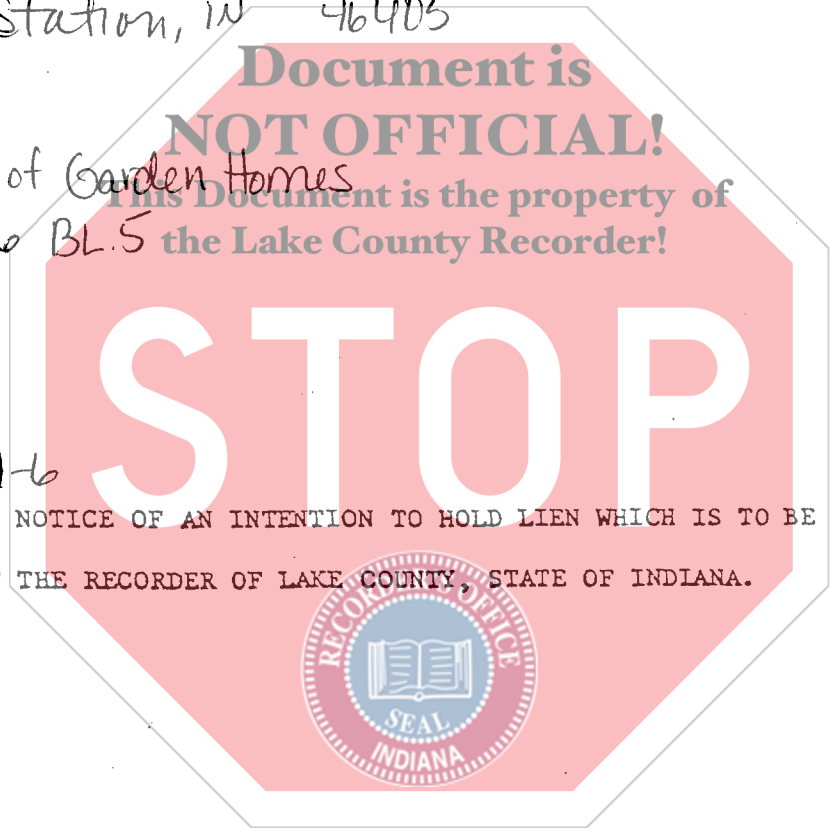 Station, IN 46405
Document is
NOT OFFICIAL!
of Garden Homes
This Document is the property of
BL.5
the Lake County Recorder!
STOP
-6
NOTICE OF AN INTENTION TO HOLD LIEN WHICH IS TO BE
THE RECORDER OF LAKE COUNTY, STATE OF INDIANA.
RECORDER'S OFFICE
SEAL
INDIANA